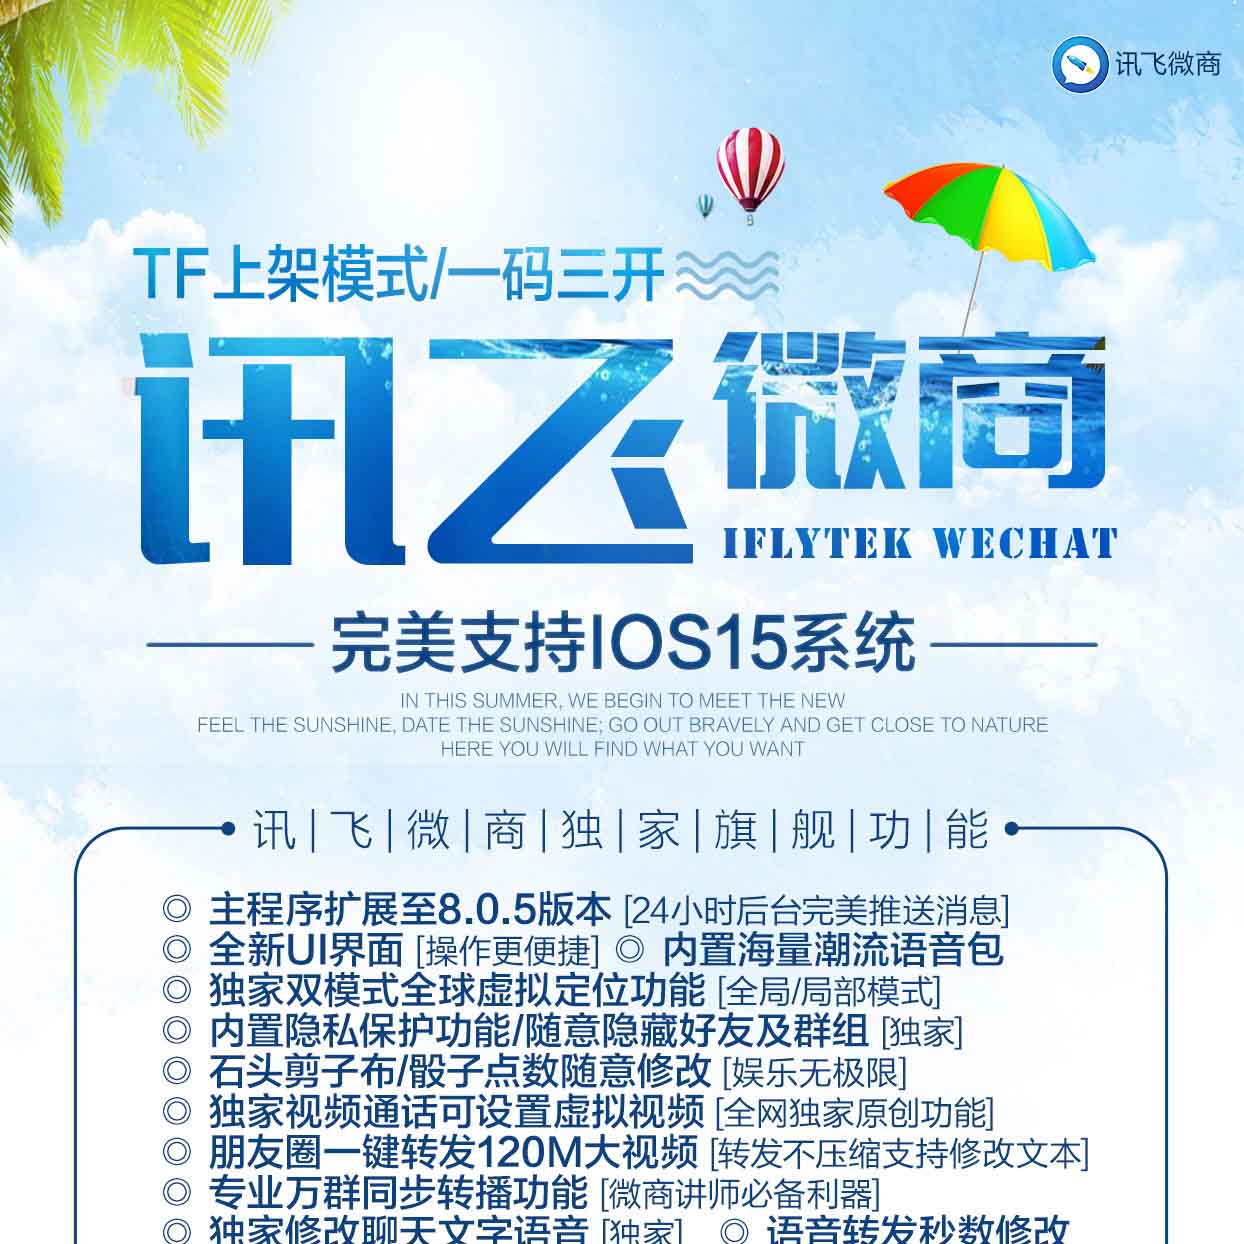 讯飞微商
TF上架模式/一码三开
讯飞微商
IFLYTEK WECHAT
完美支持IOS15系统
IN THIS SUMMER, WE BEGIN TO MEET THE NEW
FEEL THE SUNSHINE, DATE THE SUNSHINE; GO OUT BRAVELY AND GET CLOSE TO NATURE
HERE YOU WILL FIND WHAT YOU WANT
讯|飞|微|商|独|家|旗|舰|功|能
◎ 主程序扩展至8.0.5版本 [24小时后台完美推送消息]
◎ 全新UI界面 [操作更便捷] ◎ 内置海量潮流语音包
◎ 独家双模式全球虚拟定位功能 [全局/局部模式]
◎ 内置隐私保护功能/随意隐藏好友及群组 [独家]
◎ 石头剪子布/骰子点数随意修改 [娱乐无极限]
◎ 独家视频通话可设置虚拟视频 [全网独家原创功能]
◎ 朋友圈一键转发120M大视频 [转发不压缩支持修改文本]
◎ 专业万群同步转播功能 [微商讲师必备利器]
◎ 独家修改聊天文字语音 [独家] ◎ 语音转发秒数修改